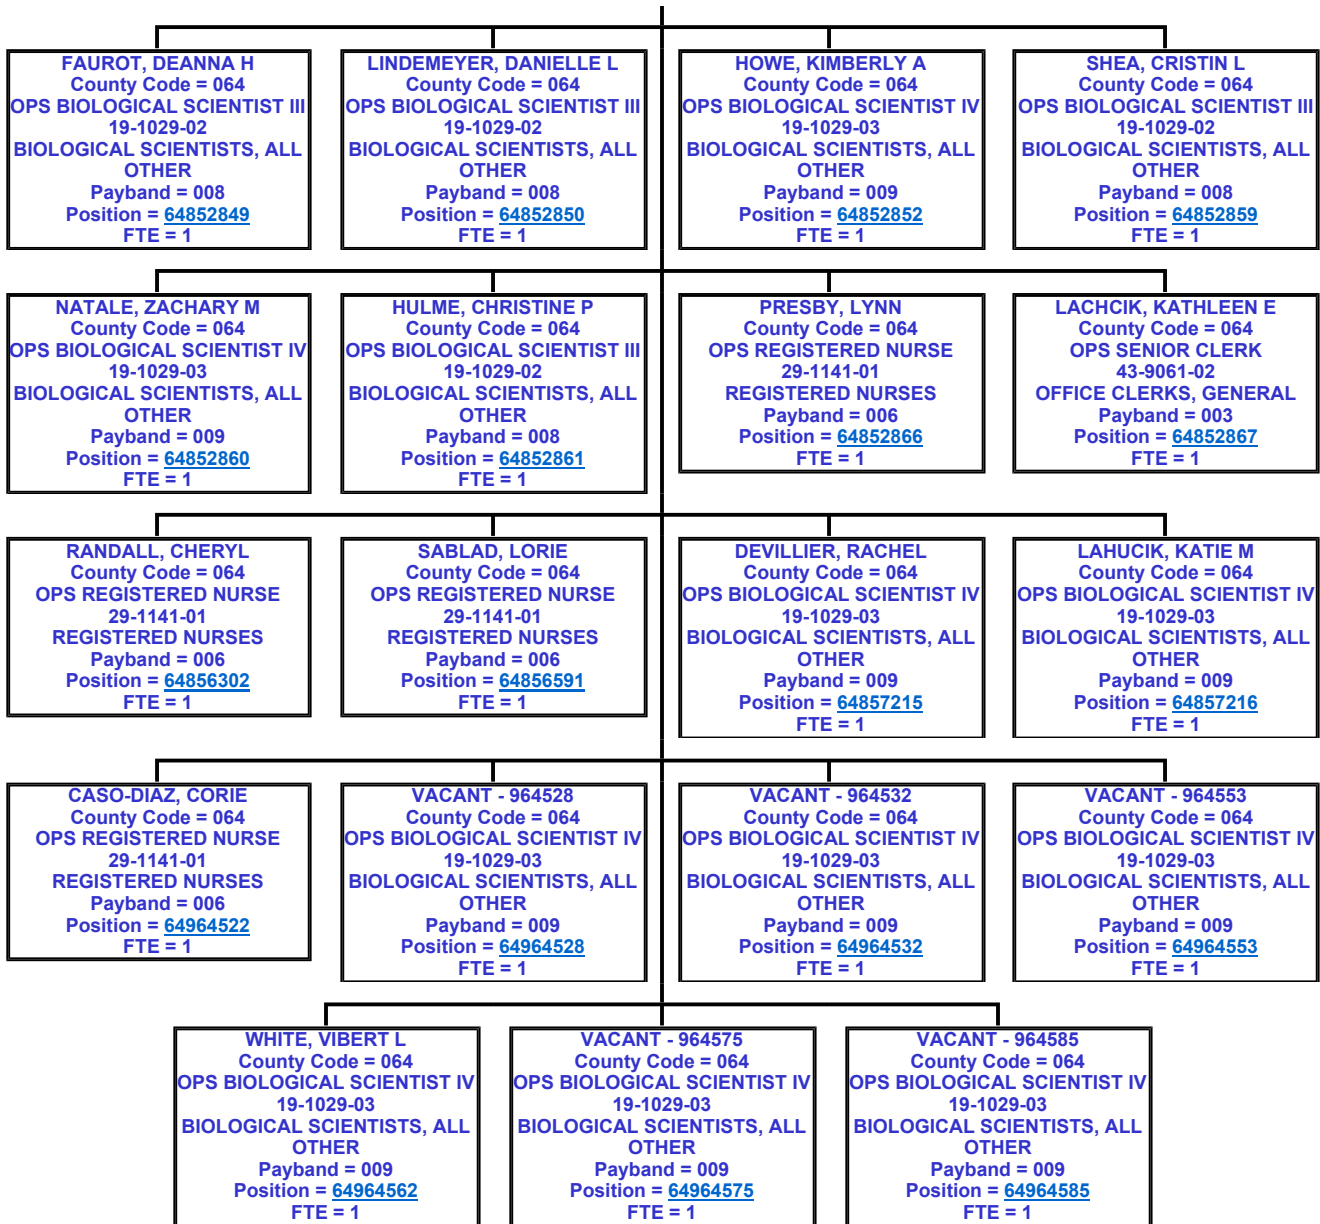 FAUROT, DEANNA H
County Code = 064
OPS BIOLOGICAL SCIENTIST III
19-1029-02
BIOLOGICAL SCIENTISTS, ALL
OTHER
Payband = 008
Position = 64852849
FTE = 1
LINDEMEYER, DANIELLE L
County Code = 064
OPS BIOLOGICAL SCIENTIST III
19-1029-02
BIOLOGICAL SCIENTISTS, ALL
OTHER
Payband = 008
Position = 64852850
FTE = 1
HOWE, KIMBERLY A
County Code = 064
OPS BIOLOGICAL SCIENTIST IV
19-1029-03
BIOLOGICAL SCIENTISTS, ALL
OTHER
Payband = 009
Position = 64852852
FTE = 1
SHEA, CRISTIN L
County Code = 064
OPS BIOLOGICAL SCIENTIST III
19-1029-02
BIOLOGICAL SCIENTISTS, ALL
OTHER
Payband = 008
Position = 64852859
FTE = 1
NATALE, ZACHARY M
County Code = 064
OPS BIOLOGICAL SCIENTIST IV
19-1029-03
BIOLOGICAL SCIENTISTS, ALL
OTHER
Payband = 009
Position = 64852860
FTE = 1
HULME, CHRISTINE P
County Code = 064
OPS BIOLOGICAL SCIENTIST III
19-1029-02
BIOLOGICAL SCIENTISTS, ALL
OTHER
Payband = 008
Position = 64852861
FTE = 1
PRESBY, LYNN
County Code = 064
OPS REGISTERED NURSE
29-1141-01
REGISTERED NURSES
Payband = 006
Position = 64852866
FTE = 1
LACHCIK, KATHLEEN E
County Code = 064
OPS SENIOR CLERK
43-9061-02
OFFICE CLERKS, GENERAL
Payband = 003
Position = 64852867
FTE = 1
RANDALL, CHERYL
County Code = 064
OPS REGISTERED NURSE
29-1141-01
REGISTERED NURSES
Payband = 006
Position = 64856302
FTE = 1
SABLAD, LORIE
County Code = 064
OPS REGISTERED NURSE
29-1141-01
REGISTERED NURSES
Payband = 006
Position = 64856591
FTE = 1
DEVILLIER, RACHEL
County Code = 064
OPS BIOLOGICAL SCIENTIST IV
19-1029-03
BIOLOGICAL SCIENTISTS, ALL
OTHER
Payband = 009
Position = 64857215
FTE = 1
LAHUCIK, KATIE M
County Code = 064
OPS BIOLOGICAL SCIENTIST IV
19-1029-03
BIOLOGICAL SCIENTISTS, ALL
OTHER
Payband = 009
Position = 64857216
FTE = 1
CASO-DIAZ, CORIE
County Code = 064
OPS REGISTERED NURSE
29-1141-01
REGISTERED NURSES
Payband = 006
Position = 64964522
FTE = 1
VACANT - 964528
County Code = 064
OPS BIOLOGICAL SCIENTIST IV
19-1029-03
BIOLOGICAL SCIENTISTS, ALL
OTHER
Payband = 009
Position = 64964528
FTE = 1
VACANT - 964532
County Code = 064
OPS BIOLOGICAL SCIENTIST IV
19-1029-03
BIOLOGICAL SCIENTISTS, ALL
OTHER
Payband = 009
Position = 64964532
FTE = 1
VACANT - 964553
County Code = 064
OPS BIOLOGICAL SCIENTIST IV
19-1029-03
BIOLOGICAL SCIENTISTS, ALL
OTHER
Payband = 009
Position = 64964553
FTE = 1
WHITE, VIBERT L
County Code = 064
OPS BIOLOGICAL SCIENTIST IV
19-1029-03
BIOLOGICAL SCIENTISTS, ALL
OTHER
Payband = 009
Position = 64964562
FTE = 1
VACANT - 964575
County Code = 064
OPS BIOLOGICAL SCIENTIST IV
19-1029-03
BIOLOGICAL SCIENTISTS, ALL
OTHER
Payband = 009
Position = 64964575
FTE = 1
VACANT - 964585
County Code = 064
OPS BIOLOGICAL SCIENTIST IV
19-1029-03
BIOLOGICAL SCIENTISTS, ALL
OTHER
Payband = 009
Position = 64964585
FTE = 1